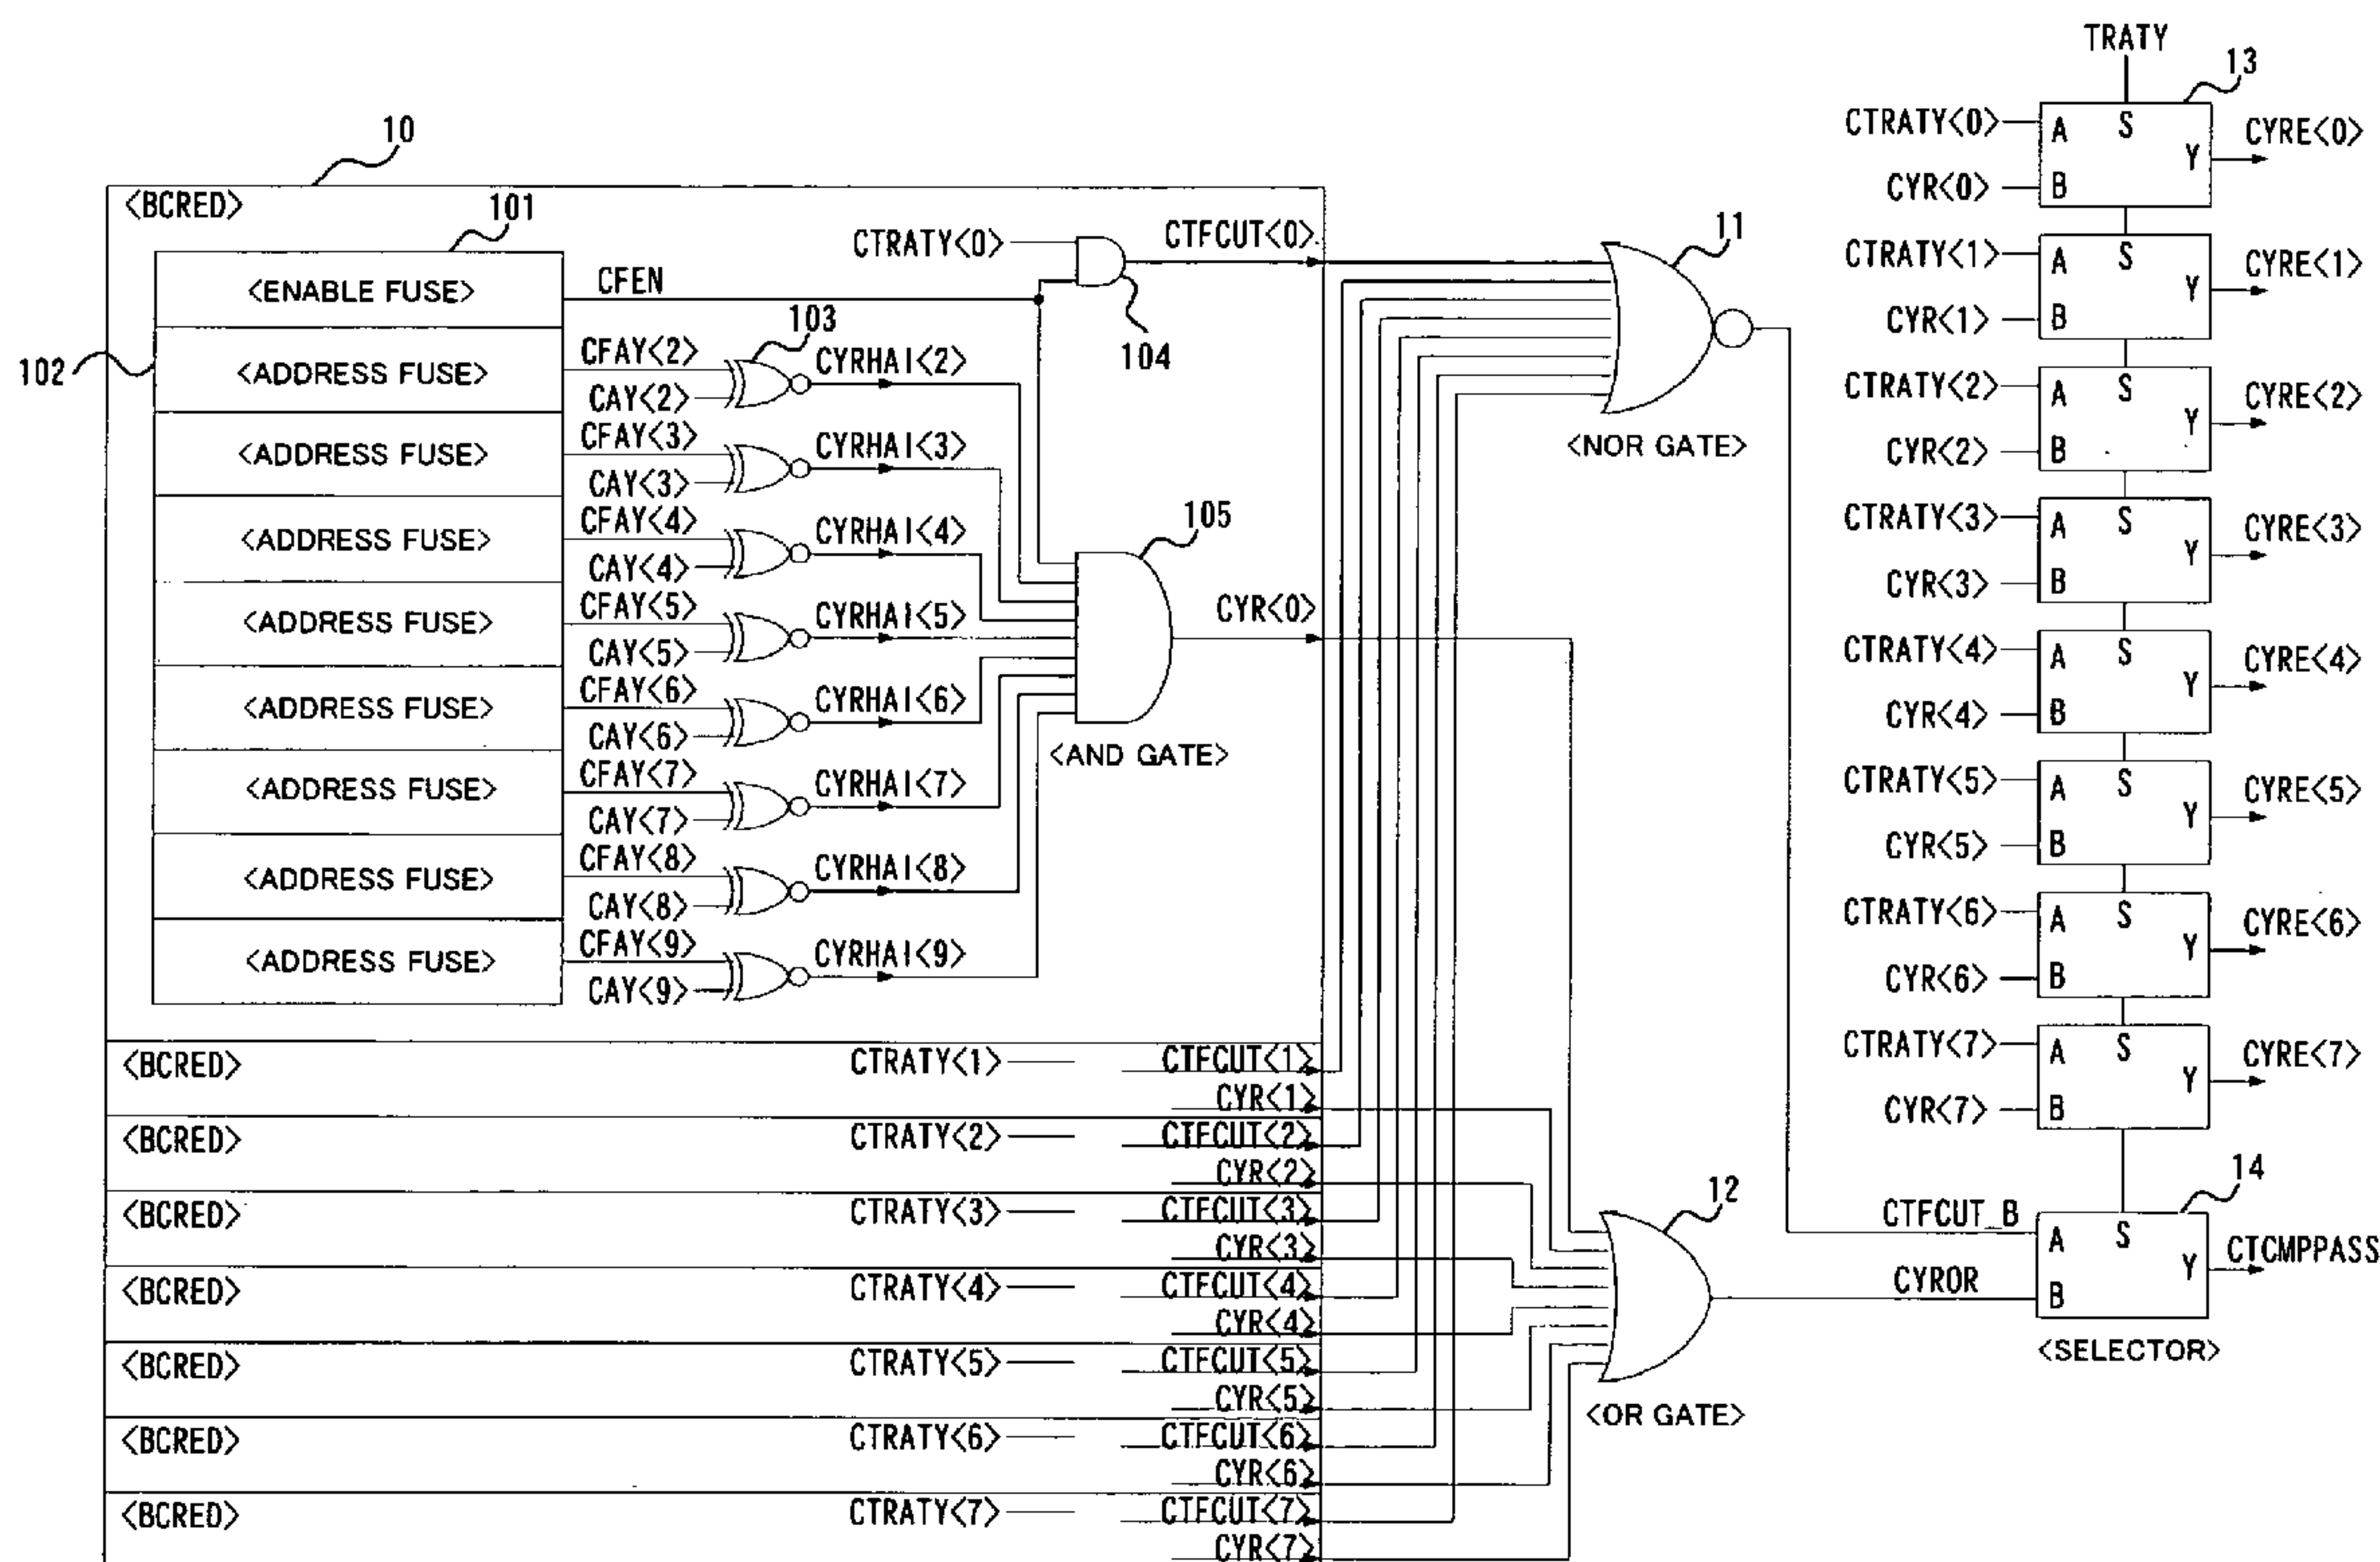 10
<BCRED>
101
102
<ENABLE FUSE>
<ADDRESS FUSE>
<ADDRESS FUSE>
<ADDRESS FUSE>
<ADDRESS FUSE>
<ADDRESS FUSE>
<ADDRESS FUSE>
<ADDRESS FUSE>
<ADDRESS FUSE>
CFEN
CTRATY<0>
CTFCUT<0>
104
103
CFAY<2>
CAY<2>
CYRHAI<2>
CFAY<3>
CAY<3>
CYRHAI<3>
CFAY<4>
CAY<4>
CYRHAI<4>
CFAY<5>
CAY<5>
CYRHAI<5>
CFAY<6>
CAY<6>
CYRHAI<6>
CFAY<7>
CAY<7>
CYRHAI<7>
CFAY<8>
CAY<8>
CYRHAI<8>
CFAY<9>
CAY<9>
CYRHAI<9>
105
<AND GATE>
CYR<0>
<BCRED>
CTRATY<1>
CTFCUT<1>
CYR<1>
<BCRED>
CTRATY<2>
CTFCUT<2>
CYR<2>
<BCRED>
CTRATY<3>
CTFCUT<3>
CYR<3>
<BCRED>
CTRATY<4>
CTFCUT<4>
CYR<4>
<BCRED>
CTRATY<5>
CTFCUT<5>
CYR<5>
<BCRED>
CTRATY<6>
CTFCUT<6>
CYR<6>
<BCRED>
CTRATY<7>
CTFCUT<7>
CYR<7>
11
<NOR GATE>
12
<OR GATE>
TRATY
13
CTRATY<0>
A S
Y
CYRE<0>
CYR<0>
B
CTRATY<1>
A S
Y
CYRE<1>
CYR<1>
B
CTRATY<2>
A S
Y
CYRE<2>
CYR<2>
B
CTRATY<3>
A S
Y
CYRE<3>
CYR<3>
B
CTRATY<4>
A S
Y
CYRE<4>
CYR<4>
B
CTRATY<5>
A S
Y
CYRE<5>
CYR<5>
B
CTRATY<6>
A S
Y
CYRE<6>
CYR<6>
B
CTRATY<7>
A S
Y
CYRE<7>
CYR<7>
B
14
CTFCUT_B
A S
Y
CTCMPPASS
CYROR
B
<SELECTOR>